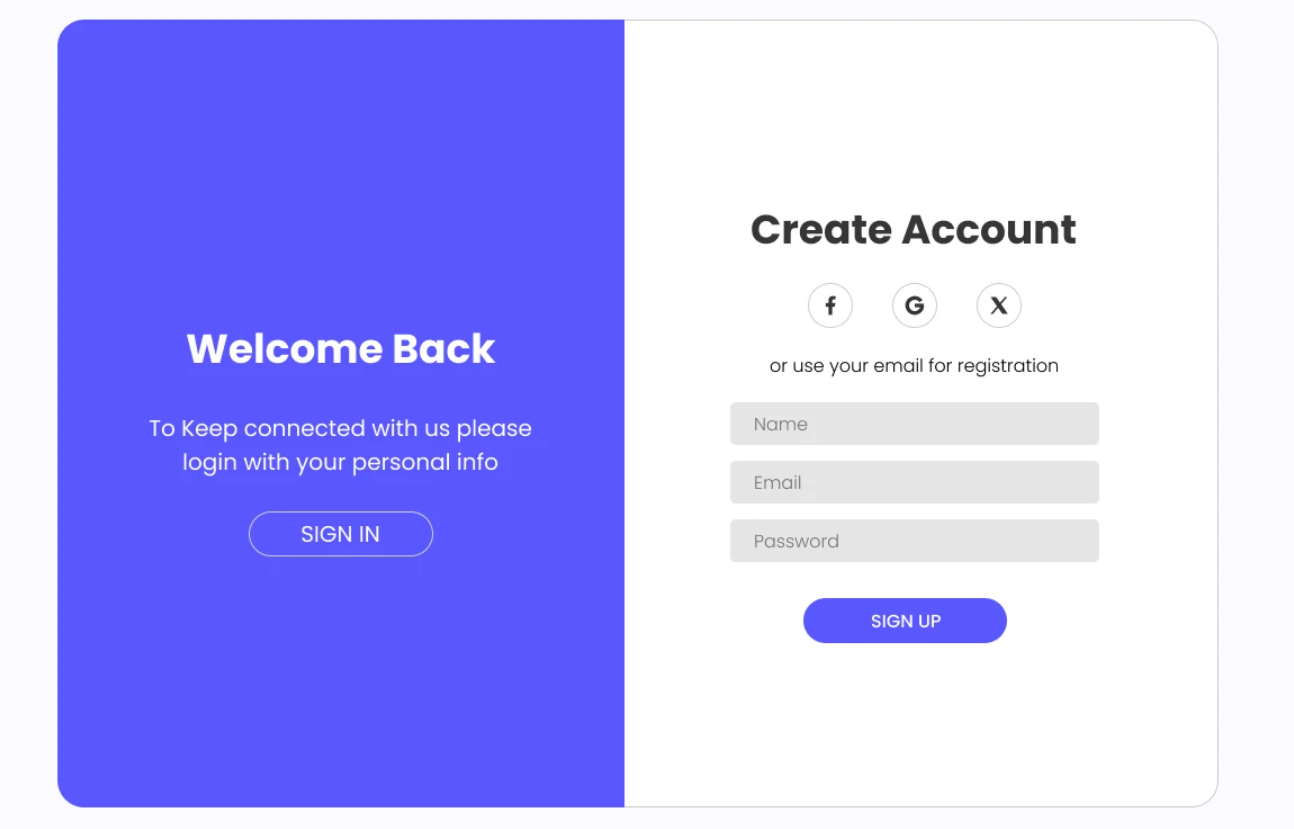 Welcome Back
To Keep connected with us please
login with your personal info
SIGN IN
Create Account
f
G
X
or use your email for registration
Name
Email
Password
SIGN UP